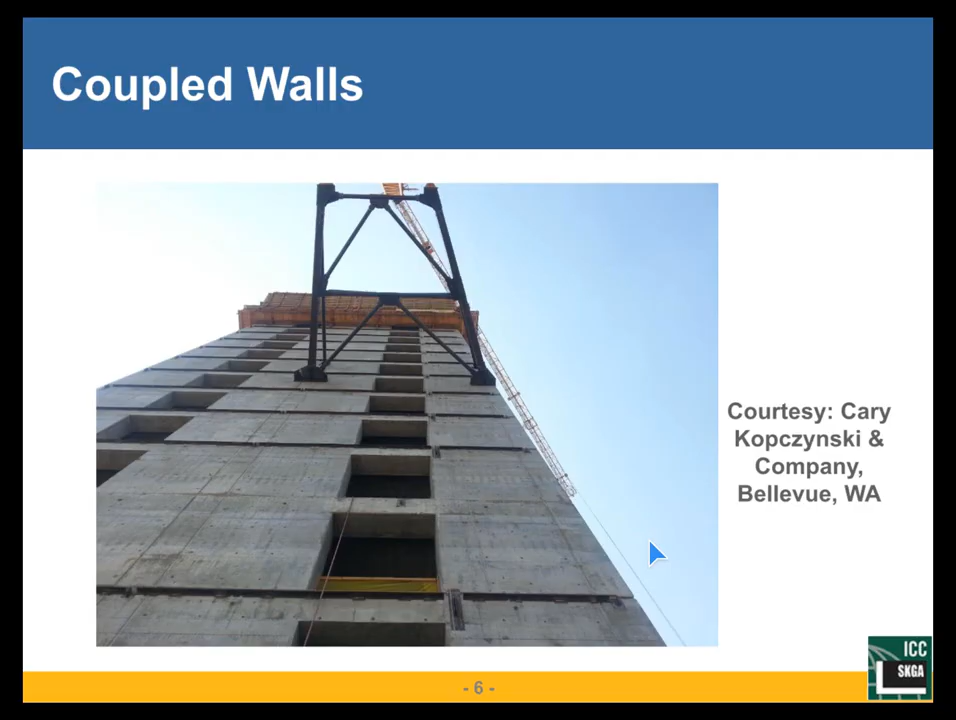 Coupled Walls
Courtesy: Cary
Kopczynski &
Company,
Bellevue, WA
ICC
SKGA
- 6 -